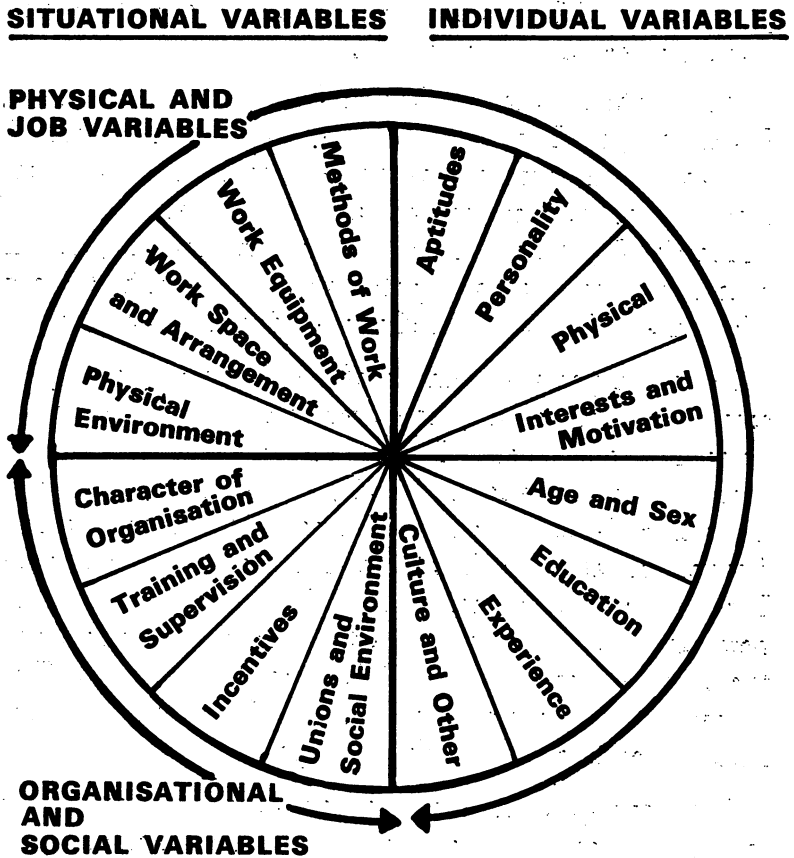 SITUATIONAL VARIABLES
INDIVIDUAL VARIABLES
PHYSICAL AND
JOB VARIABLES
Methods of Work
Work Equipment
Work Space
and Arrangement
Physical
Environment
Aptitudes
Personality
Physical
Interests and
Motivation
Age and Sex
Education
Experience
Culture and Other
Character of
Organisation
Training and
Supervision
Incentives
Unions and
Social Environment
ORGANISATIONAL
AND
SOCIAL VARIABLES